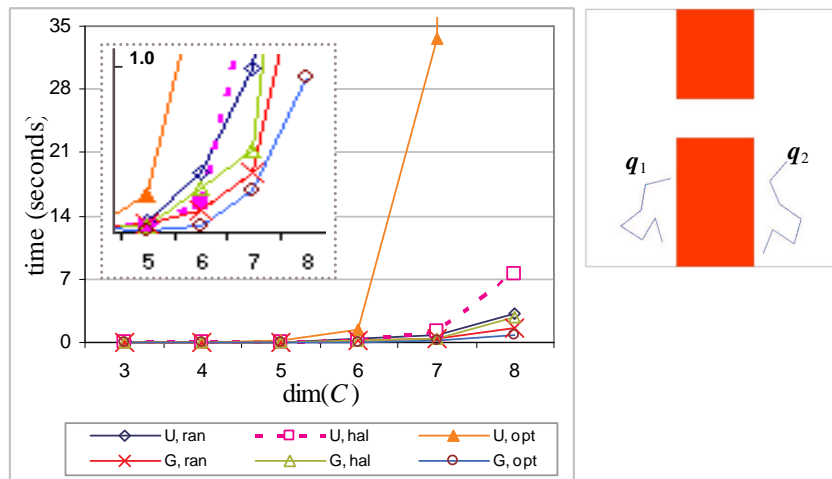 35
28
21
14
7
0
time (seconds)
1.0
5 6 7 8
3 4 5 6 7 8
dim(C)
U, ran U, hal U, opt
G, ran G, hal G, opt
q1 q2